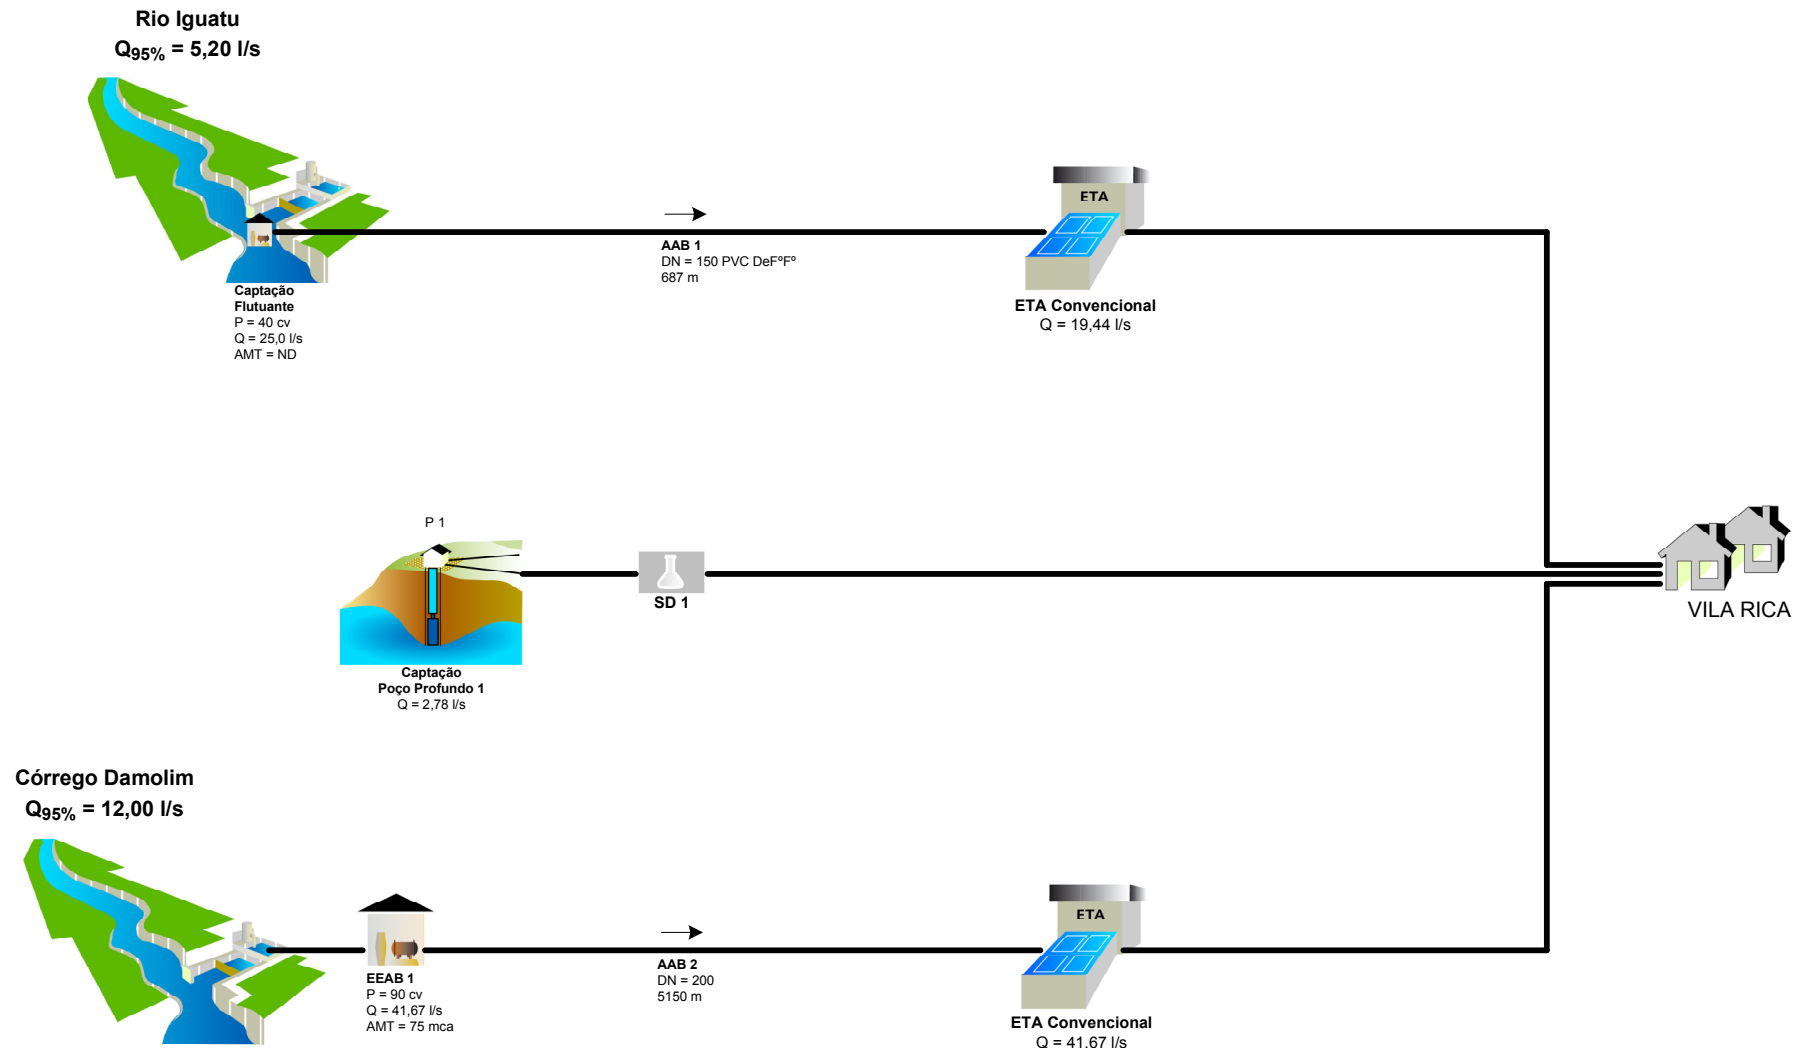 Rio Iguatu
Q95% = 5,20 l/s
Captação
Flutuante
P = 40 cv
Q = 25,0 l/s
AMT = ND
AAB 1
DN = 150 PVC DeFºFº
687 m
ETA
ETA Convencional
Q = 19,44 l/s
P 1
Captação
Poço Profundo 1
Q = 2,78 l/s
SD 1
VILA RICA
Córrego Damolim
Q95% = 12,00 l/s
EEAB 1
P = 90 cv
Q = 41,67 l/s
AMT = 75 mca
AAB 2
DN = 200
5150 m
ETA
ETA Convencional
Q = 41,67 l/s